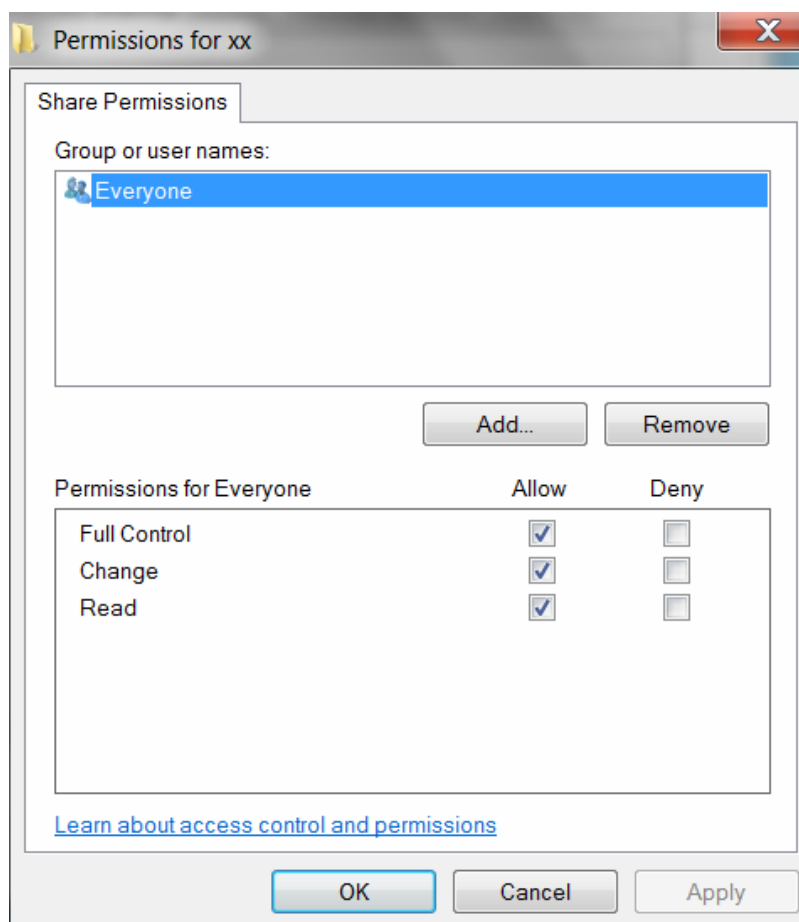 Permissions for xx
Share Permissions
Group or user names:
Everyone
Add... Remove
Permissions for Everyone Allow Deny
Full Control
Change
Read
Learn about access control and permissions
OK Cancel Apply